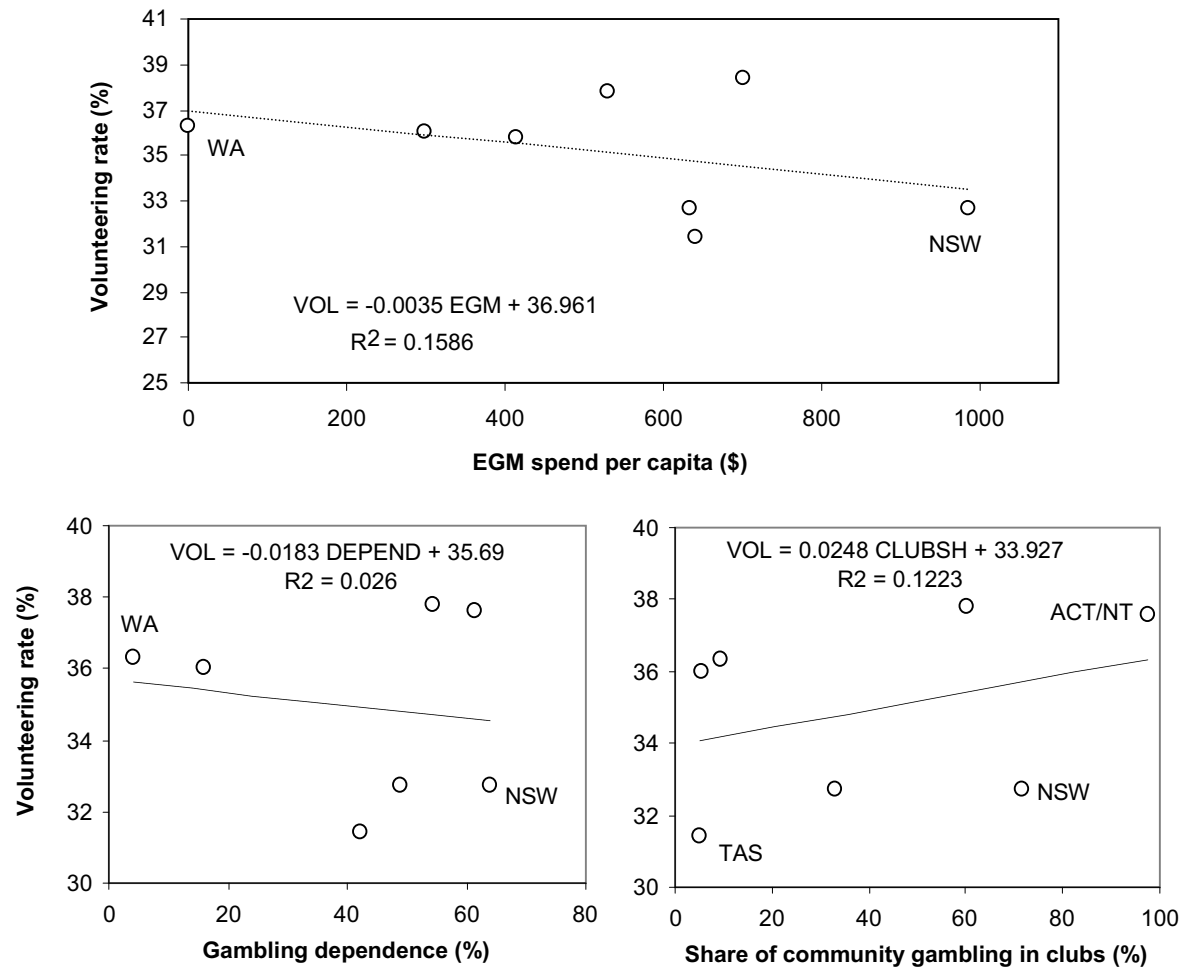 41
39
37
35
33
31
29
27
25
Volunteering rate (%)
WA
NSW
VOL = -0.0035 EGM + 36.961
R2 = 0.1586
0 200 400 600 800 1000
EGM spend per capita ($)
40
38
36
34
32
30
Volunteering rate (%)
VOL = -0.0183 DEPEND + 35.69
R2 = 0.026
WA
NSW
0 20 40 60 80
Gambling dependence (%)
40
38
36
34
32
30
VOL = 0.0248 CLUBSH + 33.927
R2 = 0.1223
ACT/NT
NSW
TAS
0 20 40 60 80 100
Share of community gambling in clubs (%)